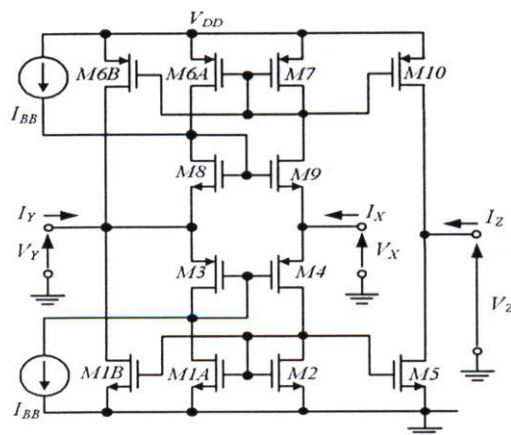 V_DD
M6B M6A M7 M10
I_BB
M8 M9
I_Y I_X I_Z
V_Y V_X
M3 M4
V_Z
M1B M1A M2 M5
I_BB